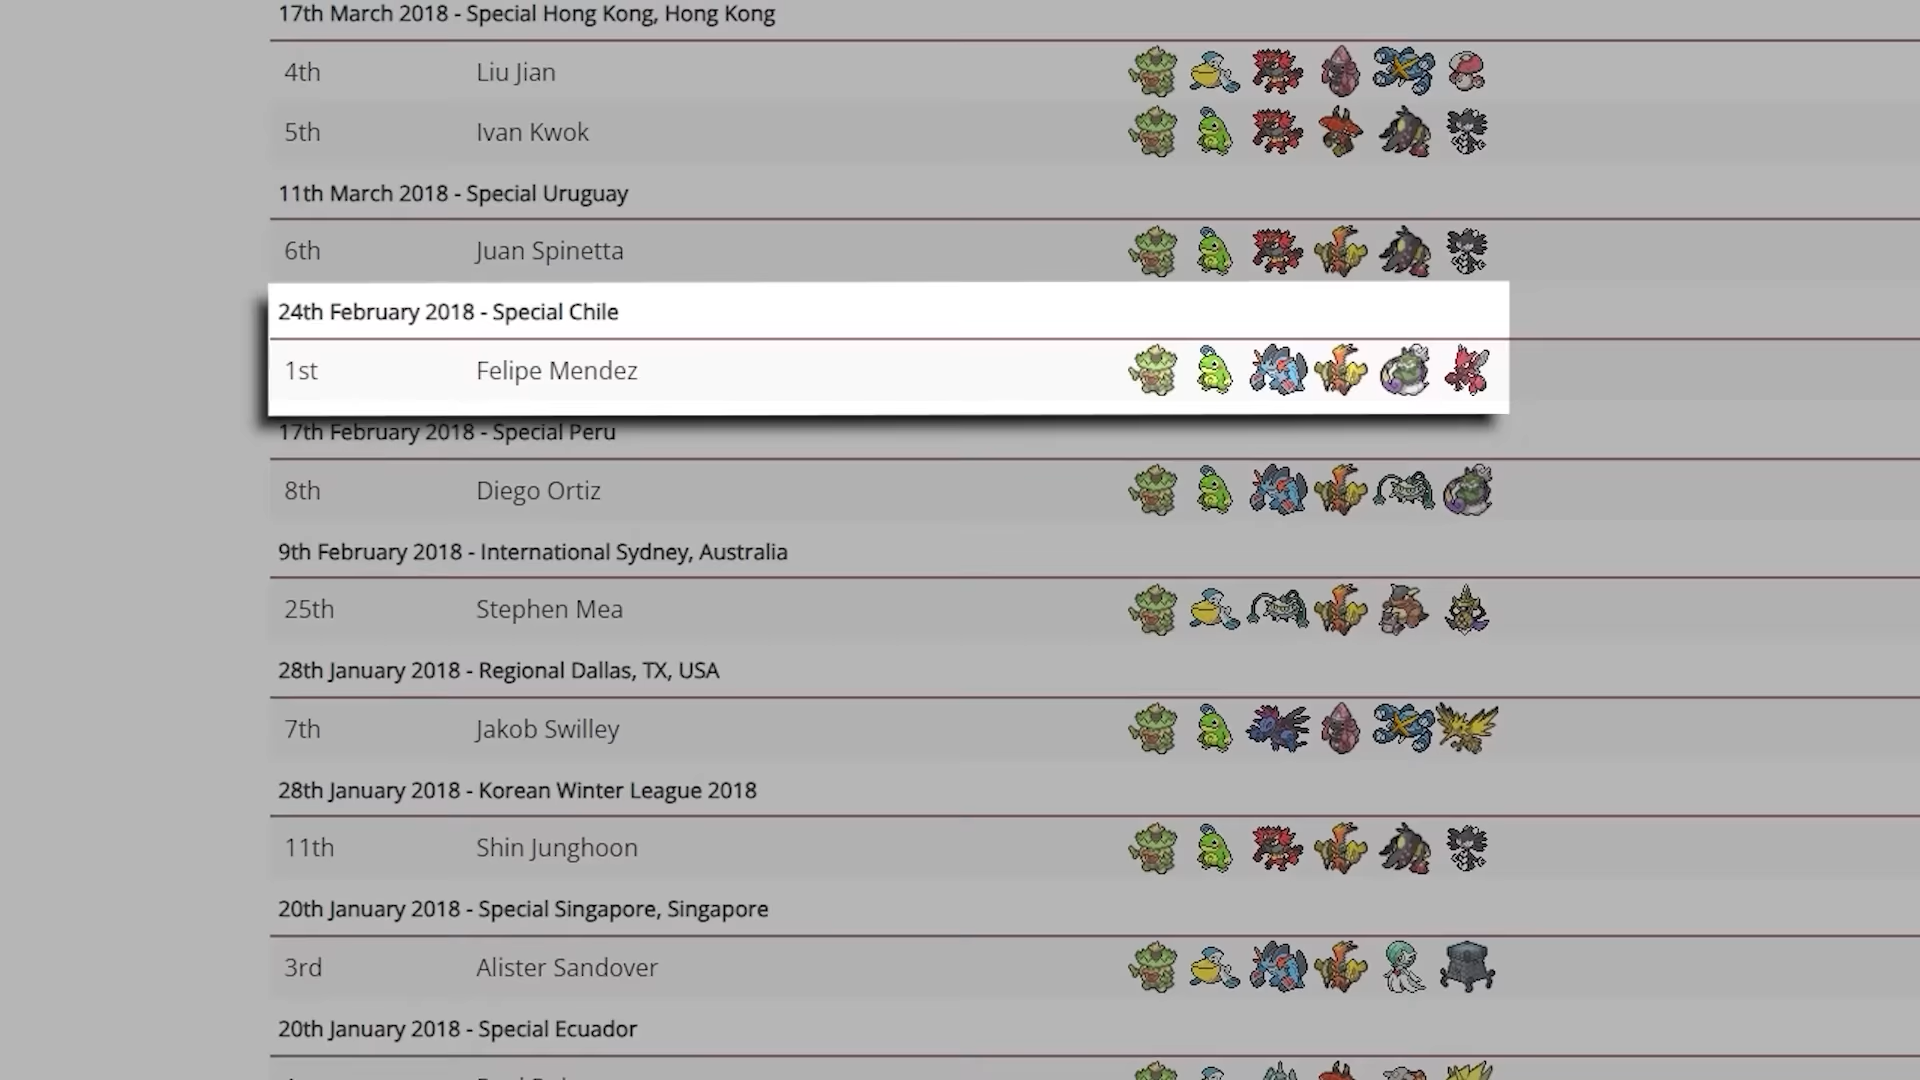 17th March 2018 - Special Hong Kong, Hong Kong
4th Liu Jian
5th Ivan Kwok
11th March 2018 - Special Uruguay
6th Juan Spinetta
24th February 2018 - Special Chile
1st Felipe Mendez
17th February 2018 - Special Peru
8th Diego Ortiz
9th February 2018 - International Sydney, Australia
25th Stephen Mea
28th January 2018 - Regional Dallas, TX, USA
7th Jakob Swilley
28th January 2018 - Korean Winter League 2018
11th Shin Junghoon
20th January 2018 - Special Singapore, Singapore
3rd Alister Sandover
20th January 2018 - Special Ecuador